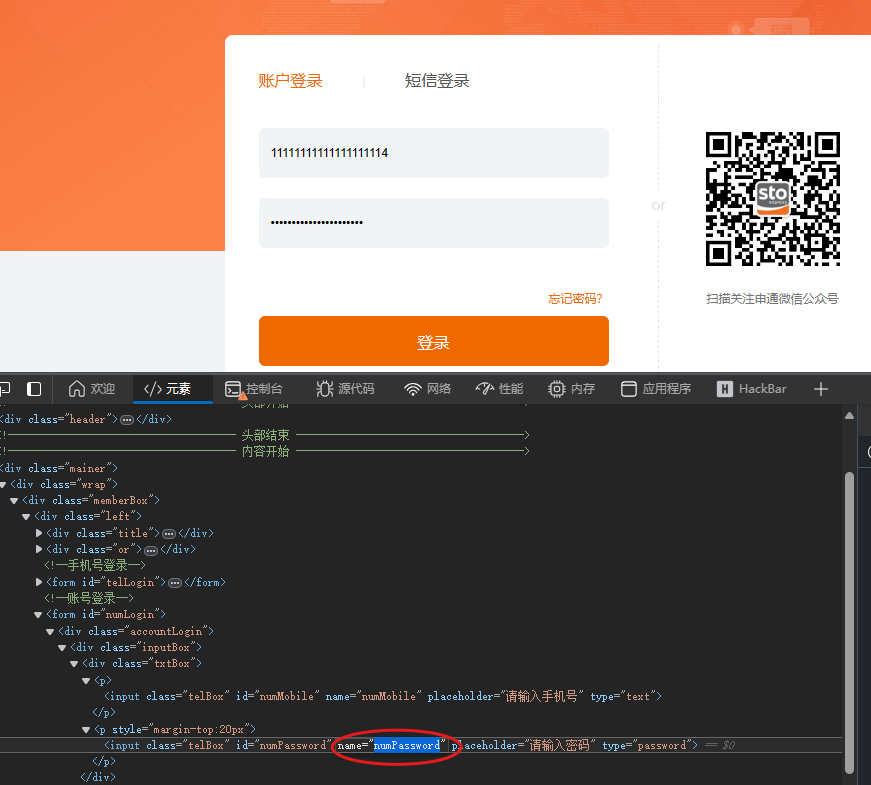 账户登录 | 短信登录
11111111111111111114
•••••••••••••••••••••••
or
sto
express
忘记密码?
扫描关注申通微信公众号
登录
欢迎 </> 元素 控制台 源代码 网络 性能 内存 应用程序 H HackBar +
<div class="header"> ⋯ </div>
头部结束
内容开始
<div class="mainer">
▼<div class="wrap">
▼<div class="memberBox">
▼<div class="left">
▶<div class="title"> ⋯ </div>
▶<div class="or"> ⋯ </div>
<!--手机号登录-->
▶<form id="telLogin"> ⋯ </form>
<!--账号登录-->
▼<form id="numLogin">
▼<div class="accountLogin">
▼<div class="inputBox">
▼<div class="txtBox">
▼<p>
<input class="telBox" id="numMobile" name="numMobile" placeholder="请输入手机号" type="text">
</p>
▼<p style="margin-top:20px">
<input class="telBox" id="numPassword" name="numPassword" placeholder="请输入密码" type="password"> == $0
</p>
</div>